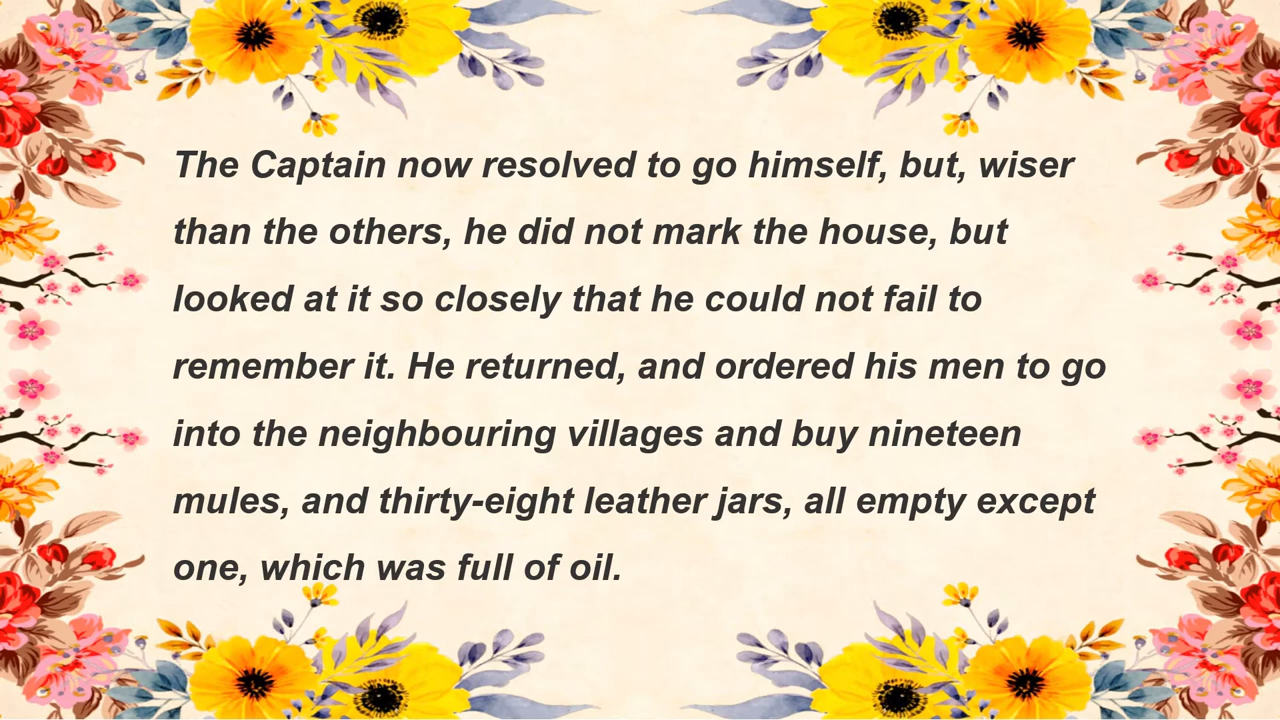 The Captain now resolved to go himself, but, wiser
than the others, he did not mark the house, but
looked at it so closely that he could not fail to
remember it. He returned, and ordered his men to go
into the neighbouring villages and buy nineteen
mules, and thirty-eight leather jars, all empty except
one, which was full of oil.